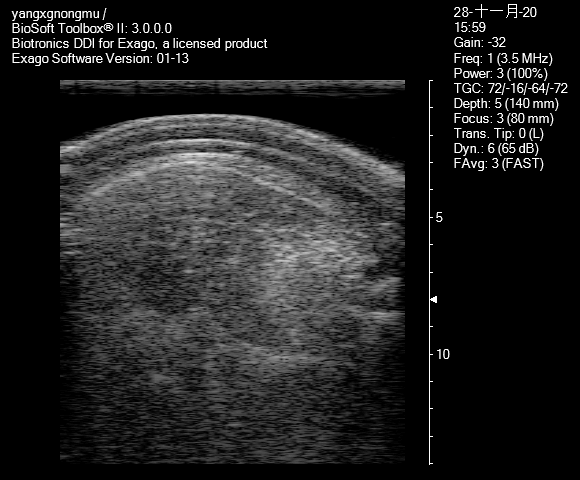 yangxgnongmu /
BioSoft Toolbox® II: 3.0.0.0
Biotronics DDI for Exago, a licensed product
Exago Software Version: 01-13
28-十一月-20
15:59
Gain: -32
Freq: 1 (3.5 MHz)
Power: 3 (100%)
TGC: 72/-16/-64/-72
Depth: 5 (140 mm)
Focus: 3 (80 mm)
Trans. Tip: 0 (L)
Dyn.: 6 (65 dB)
FAvg: 3 (FAST)
5
10